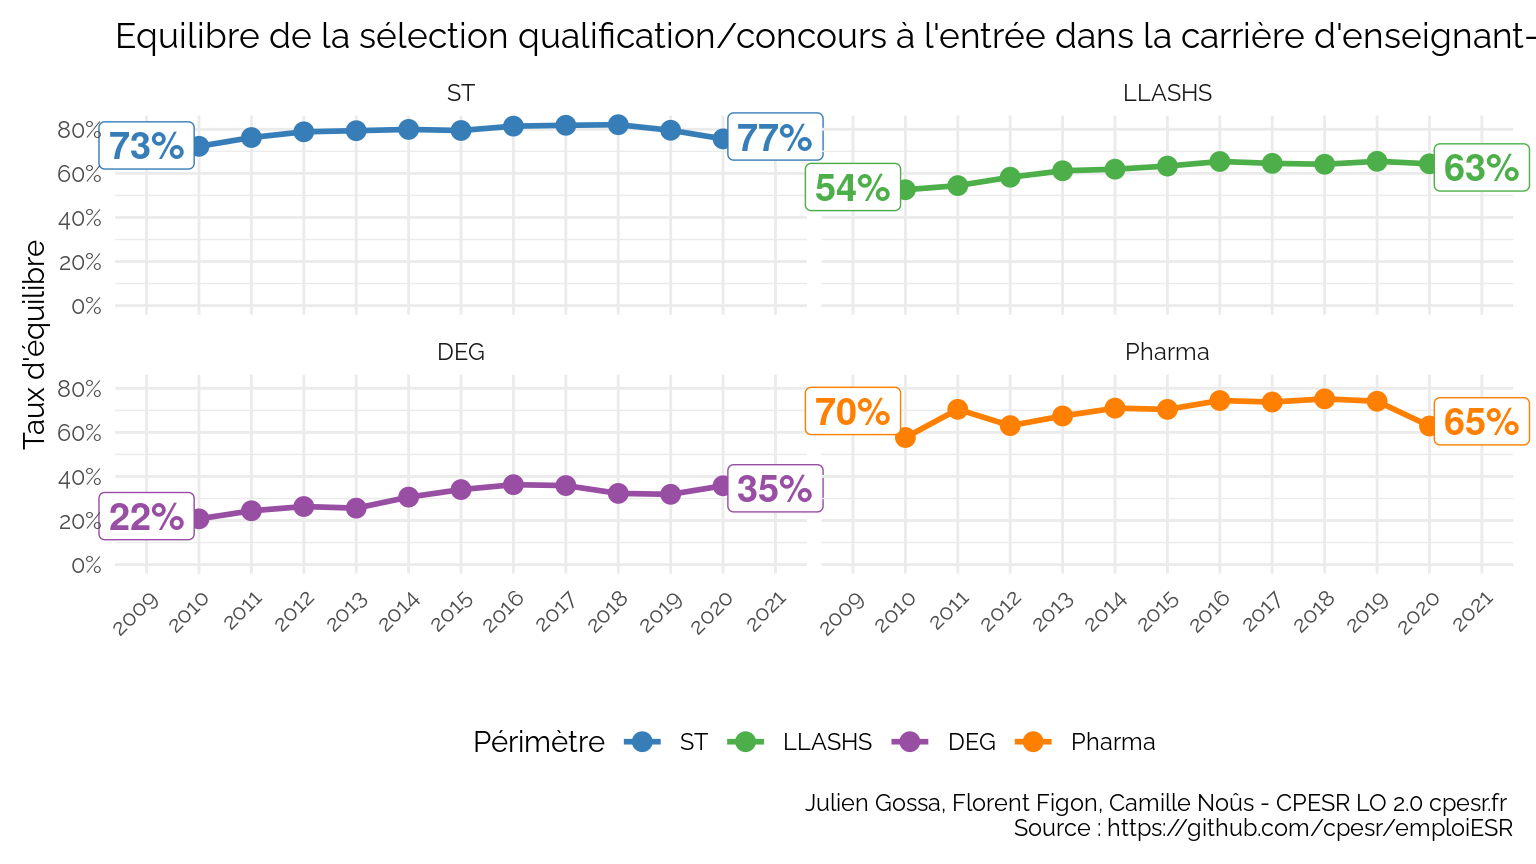 Equilibre de la sélection qualification/concours à l'entrée dans la carrière d'enseignant-
ST
LLASHS
80%
60%
40%
20%
0%
73%
77%
54%
63%
Taux d'équilibre
DEG
Pharma
80%
60%
40%
20%
0%
22%
35%
70%
65%
2009 2010 2011 2012 2013 2014 2015 2016 2017 2018 2019 2020 2021
2009 2010 2011 2012 2013 2014 2015 2016 2017 2018 2019 2020 2021
Périmètre ST LLASHS DEG Pharma
Julien Gossa, Florent Figon, Camille Noûs - CPESR LO 2.0 cpesr.fr
Source : https://github.com/cpesr/emploiESR